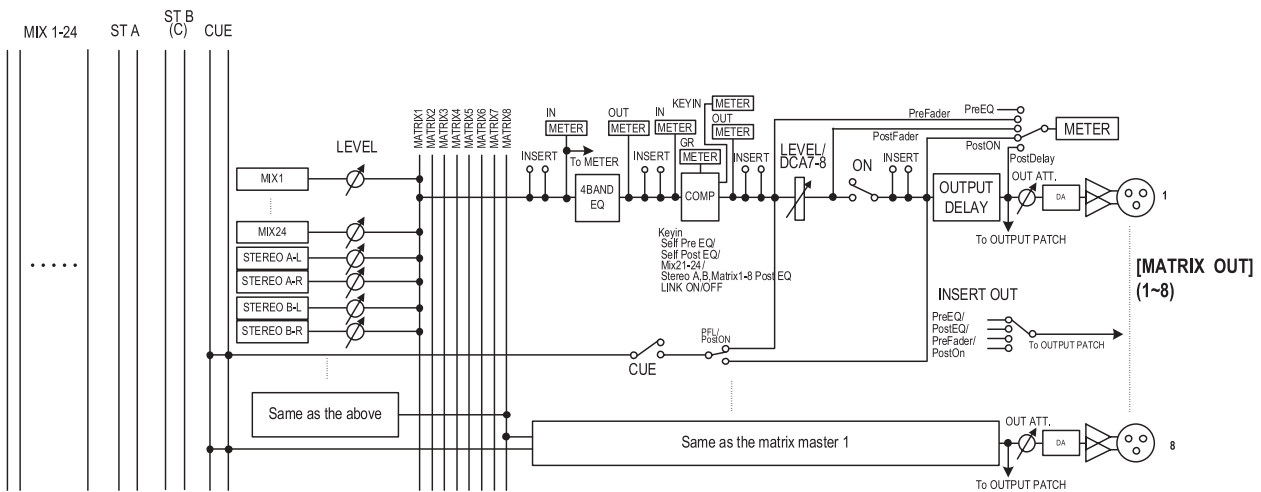 MIX 1-24
ST A
ST B
(C)
CUE
LEVEL
MIX1
MIX24
STEREO A-L
STEREO A-R
STEREO B-L
STEREO B-R
MATRIX1
MATRIX2
MATRIX3
MATRIX4
MATRIX5
MATRIX6
MATRIX7
MATRIX8
INSERT
IN
METER
To METER
4BAND
EQ
OUT
METER
INSERT
IN
METER
KEYIN
METER
GR
METER
OUT
METER
COMP
Keyin
Self Pre EQ/
Self Post EQ/
Mix21-24/
Stereo A,B,Matrix1-8 Post EQ
LINK ON/OFF
INSERT
LEVEL/
DCA7-8
ON
INSERT
PreFader
PreEQ
PostFader
PostON
PostDelay
METER
OUTPUT
DELAY
OUT ATT.
DA
1
To OUTPUT PATCH
[MATRIX OUT]
(1~8)
INSERT OUT
PreEQ/
PostEQ/
PreFader/
PostOn
To OUTPUT PATCH
PFL/
PostON
CUE
Same as the above
Same as the matrix master 1
OUT ATT.
DA
8
To OUTPUT PATCH